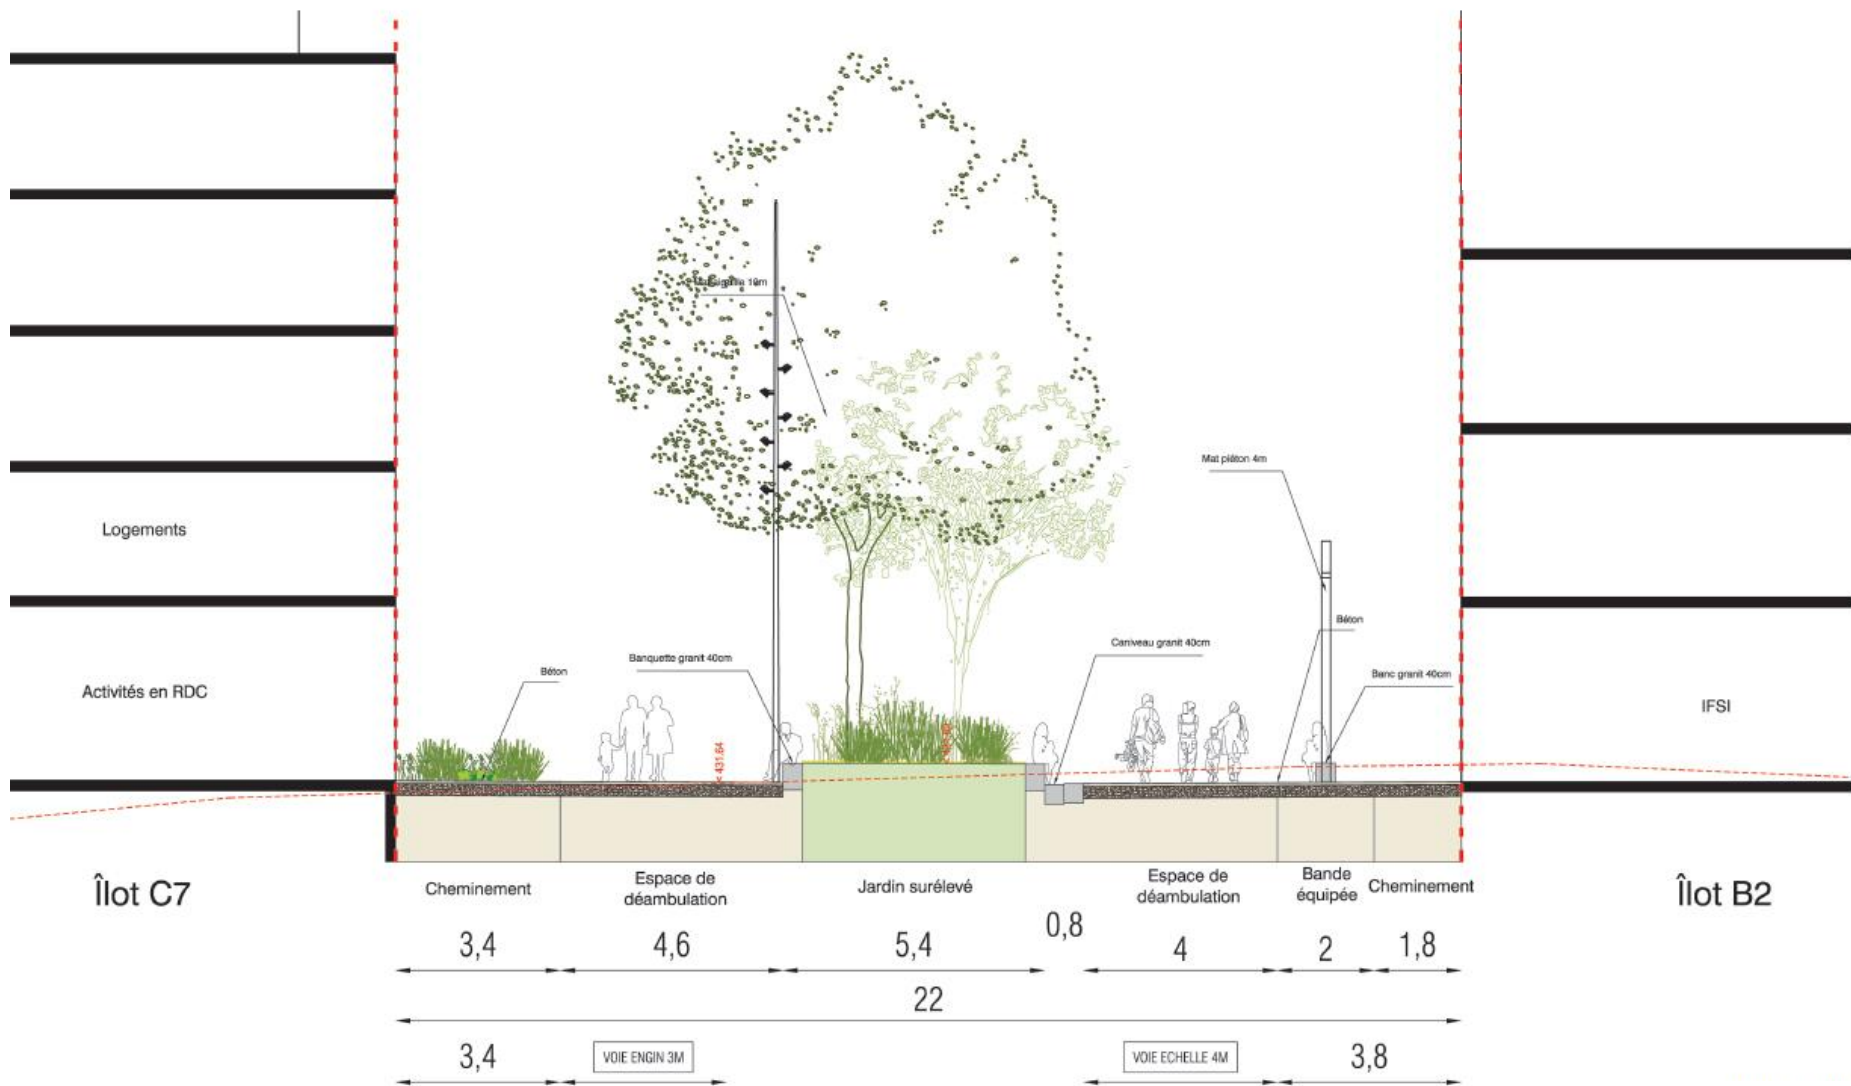 Mat piéton 4m
Logements
Béton
Caniveau granit 40cm
Banquette granit 40cm
Béton
Banc granit 40cm
Activités en RDC
IFSI
431.64
Îlot C7
Cheminement
Espace de
déambulation
Jardin surélevé
Espace de
déambulation
Bande
équipée
Cheminement
Îlot B2
3,4
4,6
5,4
0,8
4
2
1,8
22
3,4
VOIE ENGIN 3M
VOIE ECHELLE 4M
3,8